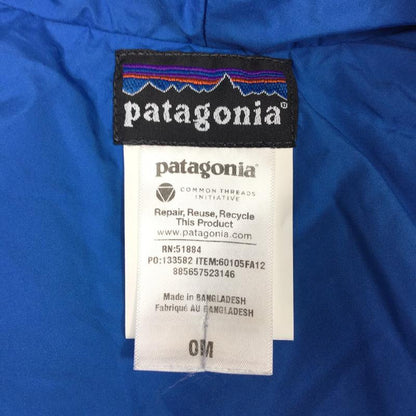 patagonia®
patagonia®
COMMON THREADS
INITIATIVE
Repair, Reuse, Recycle
This Product
www.patagonia.com
RN:51884
PO:133582 ITEM:60105FA12
885657523146
Made in BANGLADESH
Fabriqué AU BANGLADESH
0M